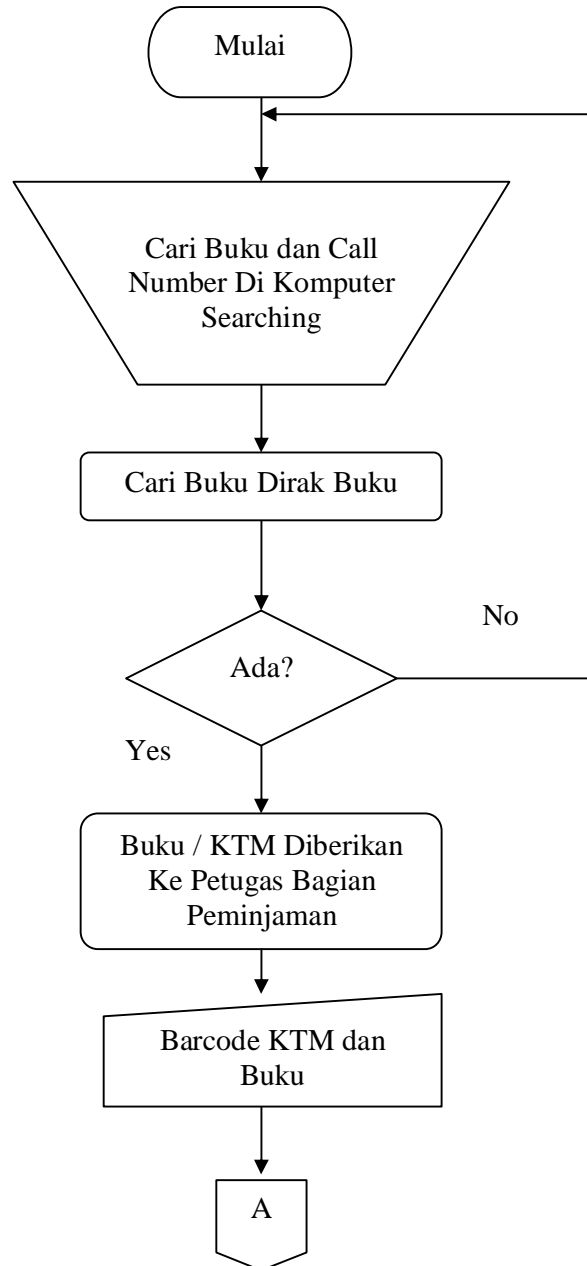 Mulai
Cari Buku dan Call
Number Di Komputer
Searching
Cari Buku Dirak Buku
No
Ada?
Yes
Buku / KTM Diberikan
Ke Petugas Bagian
Peminjaman
Barcode KTM dan
Buku
A